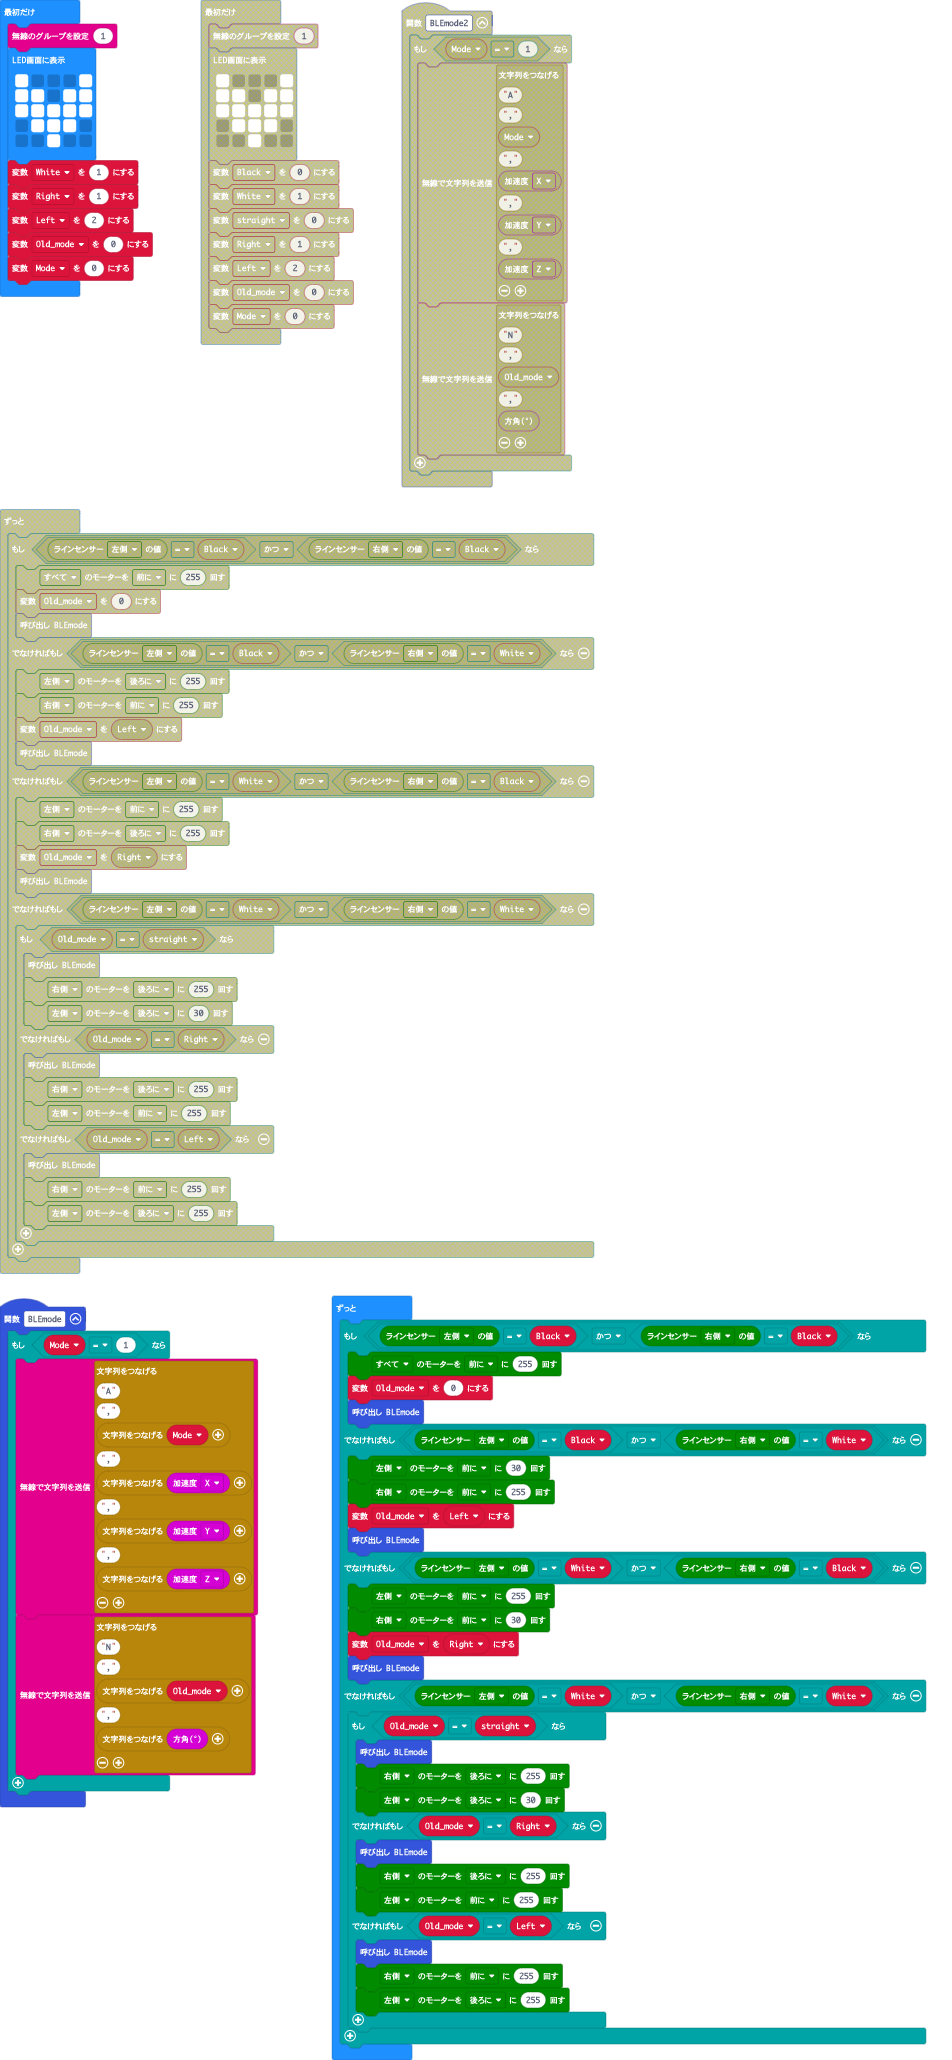 最初だけ
無線のグループを設定 1
LED画面に表示
変数 White を 1 にする
変数 Right を 1 にする
変数 Left を 2 にする
変数 Old_mode を 0 にする
変数 Mode を 0 にする
最初だけ
無線のグループを設定 1
LED画面に表示
変数 Black を 0 にする
変数 White を 1 にする
変数 straight を 0 にする
変数 Right を 1 にする
変数 Left を 2 にする
変数 Old_mode を 0 にする
変数 Mode を 0 にする
関数 BLEmode2
もし Mode = 1 なら
無線で文字列を送信 文字列をつなげる
"A"
","
Mode
","
加速度 X
","
加速度 Y
","
加速度 Z
無線で文字列を送信 文字列をつなげる
"N"
","
Old_mode
","
方角(°)
ずっと
もし ラインセンサー 左側 の値 = Black かつ ラインセンサー 右側 の値 = Black なら
すべて のモーターを 前に に 255 回す
変数 Old_mode を 0 にする
呼び出し BLEmode
でなければもし ラインセンサー 左側 の値 = Black かつ ラインセンサー 右側 の値 = White なら
左側 のモーターを 後ろに に 255 回す
右側 のモーターを 前に に 255 回す
変数 Old_mode を Left にする
呼び出し BLEmode
でなければもし ラインセンサー 左側 の値 = White かつ ラインセンサー 右側 の値 = Black なら
左側 のモーターを 前に に 255 回す
右側 のモーターを 後ろに に 255 回す
変数 Old_mode を Right にする
呼び出し BLEmode
でなければもし ラインセンサー 左側 の値 = White かつ ラインセンサー 右側 の値 = White なら
もし Old_mode = straight なら
呼び出し BLEmode
右側 のモーターを 後ろに に 255 回す
左側 のモーターを 後ろに に 30 回す
でなければもし Old_mode = Right なら
呼び出し BLEmode
右側 のモーターを 後ろに に 255 回す
左側 のモーターを 前に に 255 回す
でなければもし Old_mode = Left なら
呼び出し BLEmode
右側 のモーターを 前に に 255 回す
左側 のモーターを 後ろに に 255 回す
関数 BLEmode
もし Mode = 1 なら
無線で文字列を送信 文字列をつなげる
"A"
","
文字列をつなげる Mode
","
文字列をつなげる 加速度 X
","
文字列をつなげる 加速度 Y
","
文字列をつなげる 加速度 Z
無線で文字列を送信 文字列をつなげる
"N"
","
文字列をつなげる Old_mode
","
文字列をつなげる 方角(°)
ずっと
もし ラインセンサー 左側 の値 = Black かつ ラインセンサー 右側 の値 = Black なら
すべて のモーターを 前に に 255 回す
変数 Old_mode を 0 にする
呼び出し BLEmode
でなければもし ラインセンサー 左側 の値 = Black かつ ラインセンサー 右側 の値 = White なら
左側 のモーターを 前に に 30 回す
右側 のモーターを 前に に 255 回す
変数 Old_mode を Left にする
呼び出し BLEmode
でなければもし ラインセンサー 左側 の値 = White かつ ラインセンサー 右側 の値 = Black なら
左側 のモーターを 前に に 255 回す
右側 のモーターを 前に に 30 回す
変数 Old_mode を Right にする
呼び出し BLEmode
でなければもし ラインセンサー 左側 の値 = White かつ ラインセンサー 右側 の値 = White なら
もし Old_mode = straight なら
呼び出し BLEmode
右側 のモーターを 後ろに に 255 回す
左側 のモーターを 後ろに に 30 回す
でなければもし Old_mode = Right なら
呼び出し BLEmode
右側 のモーターを 後ろに に 255 回す
左側 のモーターを 前に に 255 回す
でなければもし Old_mode = Left なら
呼び出し BLEmode
右側 のモーターを 前に に 255 回す
左側 のモーターを 後ろに に 255 回す